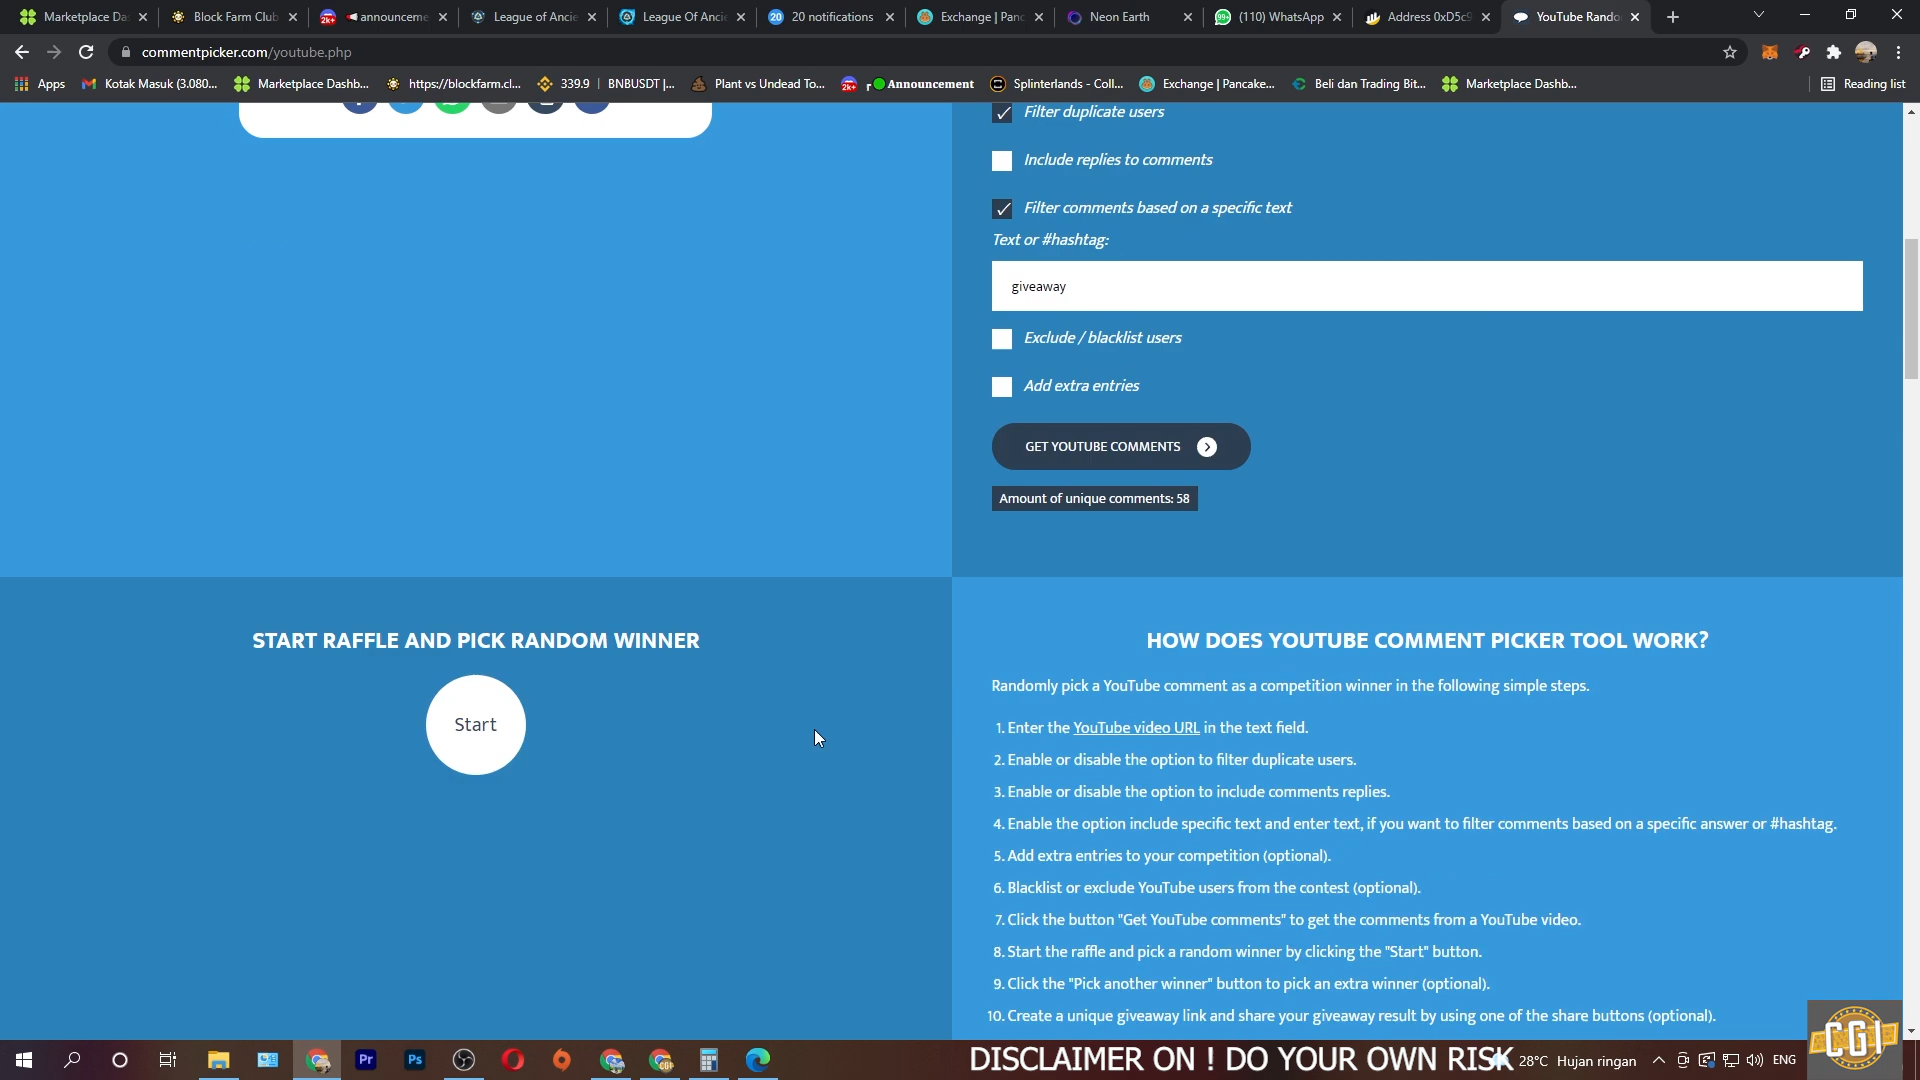 Marketplace Da
Block Farm Club
announceme
League of Ancie
League Of Ancie
20 notifications
Exchange | Panc
Neon Earth
(110) WhatsApp
Address 0xD5c9
YouTube Rando
commentpicker.com/youtube.php
Apps
Kotak Masuk (3.080...
Marketplace Dashb...
https://blockfarm.cl...
339.9 | BNBUSDT |...
Plant vs Undead To...
Announcement
Splinterlands - Coll...
Exchange | Pancake...
Beli dan Trading Bit...
Marketplace Dashb...
Reading list
Filter duplicate users
Include replies to comments
Filter comments based on a specific text
Text or #hashtag:
giveaway
Exclude / blacklist users
Add extra entries
GET YOUTUBE COMMENTS
Amount of unique comments: 58
START RAFFLE AND PICK RANDOM WINNER
Start
HOW DOES YOUTUBE COMMENT PICKER TOOL WORK?
Randomly pick a YouTube comment as a competition winner in the following simple steps.
1. Enter the YouTube video URL in the text field.
2. Enable or disable the option to filter duplicate users.
3. Enable or disable the option to include comments replies.
4. Enable the option include specific text and enter text, if you want to filter comments based on a specific answer or #hashtag.
5. Add extra entries to your competition (optional).
6. Blacklist or exclude YouTube users from the contest (optional).
7. Click the button "Get YouTube comments" to get the comments from a YouTube video.
8. Start the raffle and pick a random winner by clicking the "Start" button.
9. Click the "Pick another winner" button to pick an extra winner (optional).
10. Create a unique giveaway link and share your giveaway result by using one of the share buttons (optional).
CGI
DISCLAIMER ON ! DO YOUR OWN RISK
28°C Hujan ringan
ENG